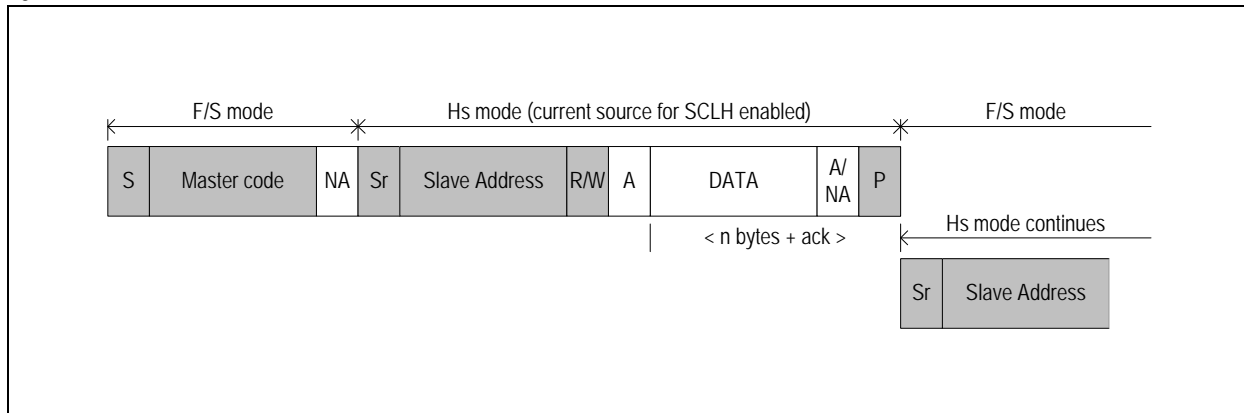 F/S mode Hs mode (current source for SCLH enabled) F/S mode
S Master code NA Sr Slave Address R/W A DATA A/ NA P
< n bytes + ack > Hs mode continues
Sr Slave Address